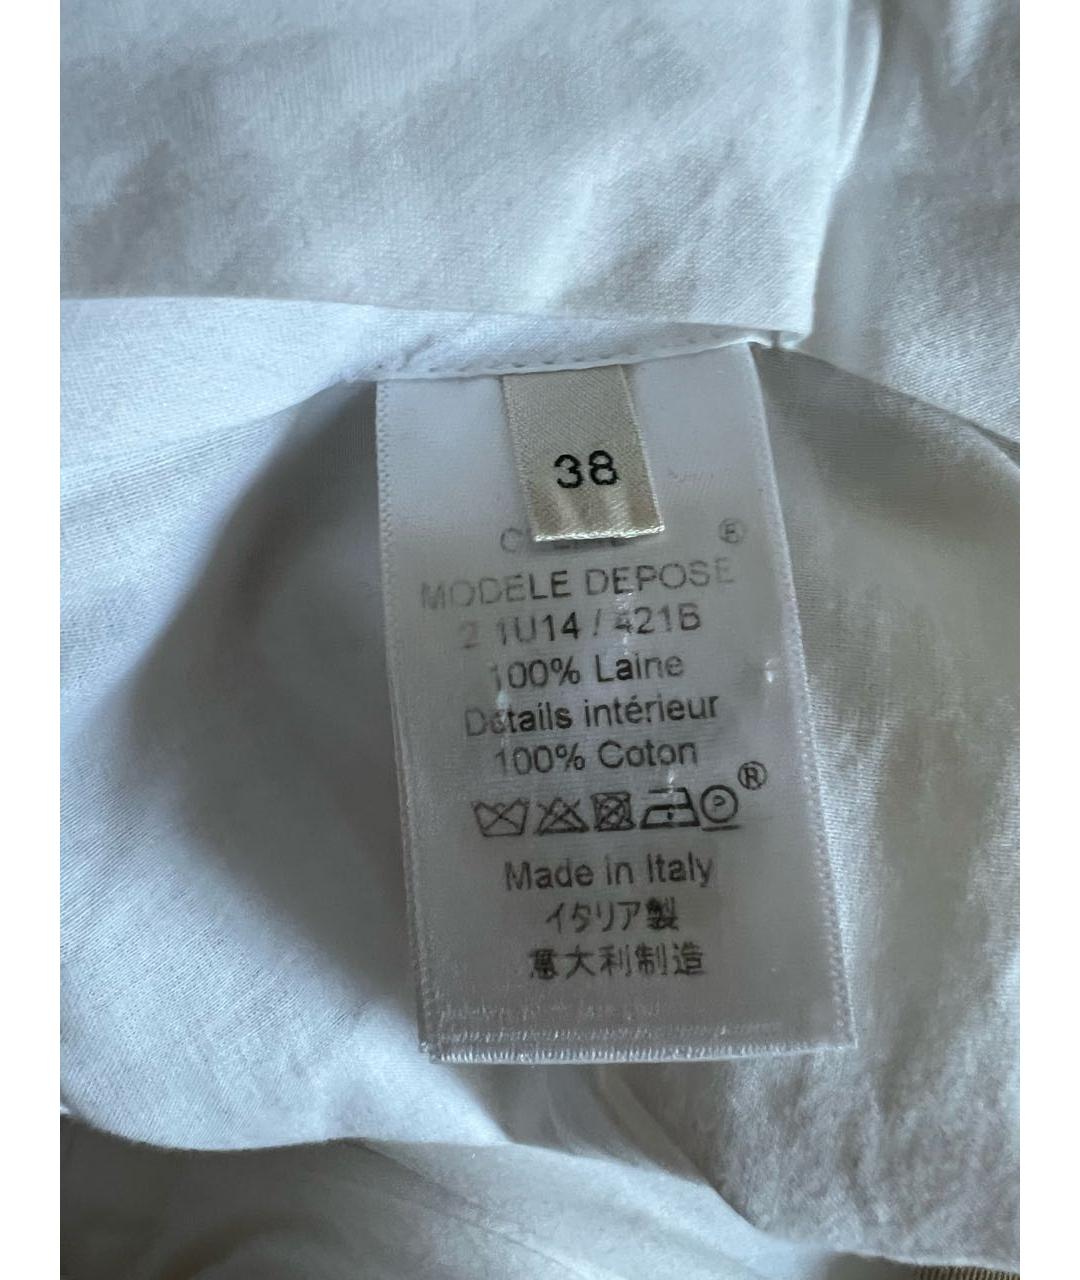 38
®
MODELE DEPOSE
2 1U14 / 421B
100% Laine
Détails intérieur
100% Coton
P ®
Made in Italy
イタリア製
意大利制造